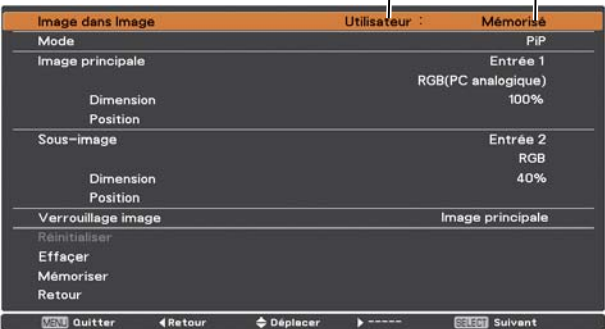 Image dans Image Utilisateur : Mémorisé
Mode PiP
Image principale Entrée 1
RGB(PC analogique)
Dimension 100%
Position
Sous-image Entrée 2
RGB
Dimension 40%
Position
Verrouillage image Image principale
Réinitialiser
Effaçer
Mémoriser
Retour
MENU Quitter ◀Retour Déplacer ▶ ----- SELECT Suivant